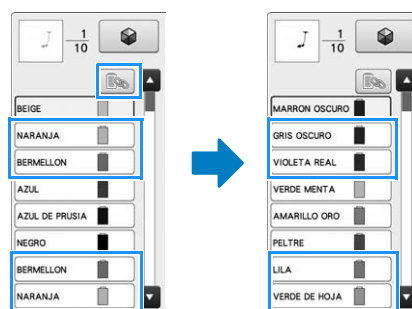 1
10
BEIGE
NARANJA
BERMELLON
AZUL
AZUL DE PRUSIA
NEGRO
BERMELLON
NARANJA
1
10
MARRON OSCURO
GRIS OSCURO
VIOLETA REAL
VERDE MENTA
AMARILLO ORO
PELTRE
LILA
VERDE DE HOJA